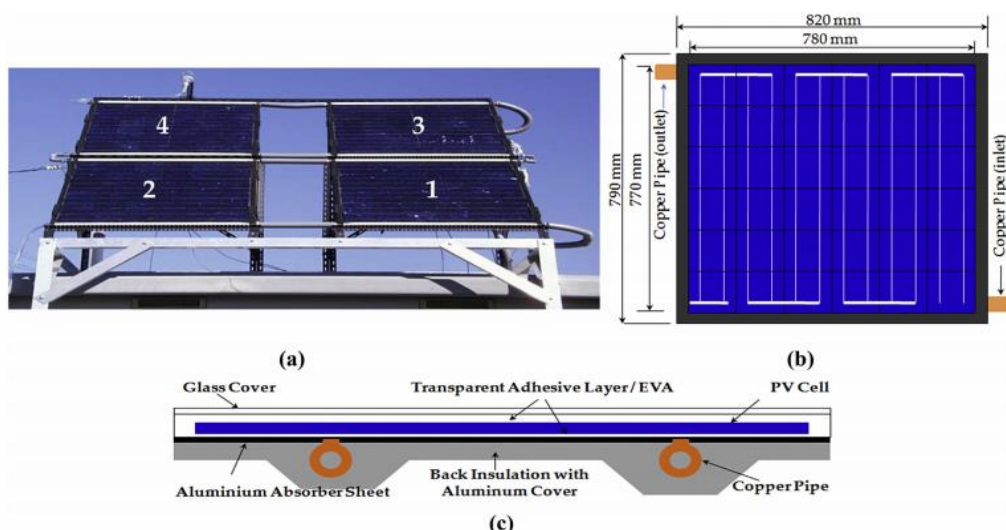 4
3
2
1
(a)
820 mm
780 mm
790 mm
770 mm
Copper Pipe (outlet)
Copper Pipe (inlet)
(b)
Glass Cover
Transparent Adhesive Layer / EVA
PV Cell
Aluminium Absorber Sheet
Back Insulation with
Aluminum Cover
Copper Pipe
(c)